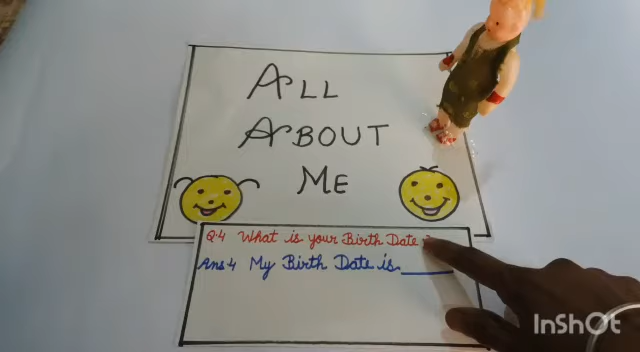 ALL
ABOUT
ME
Q.4 What is your Birth Date
Ans 4 My Birth Date is
InShOt